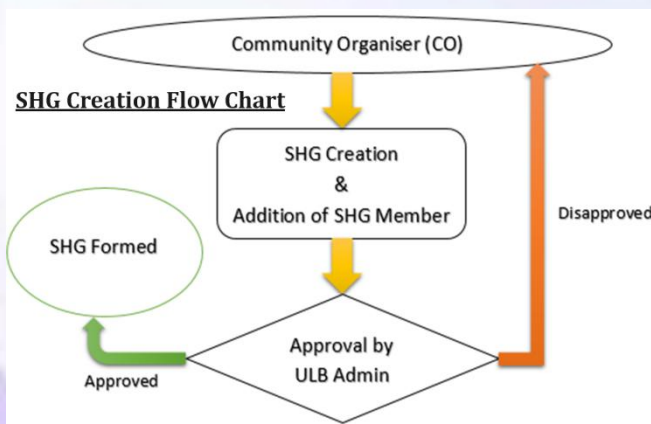 Community Organiser (CO)
SHG Creation Flow Chart
SHG Creation
&
Addition of SHG Member
Disapproved
SHG Formed
Approval by
ULB Admin
Approved